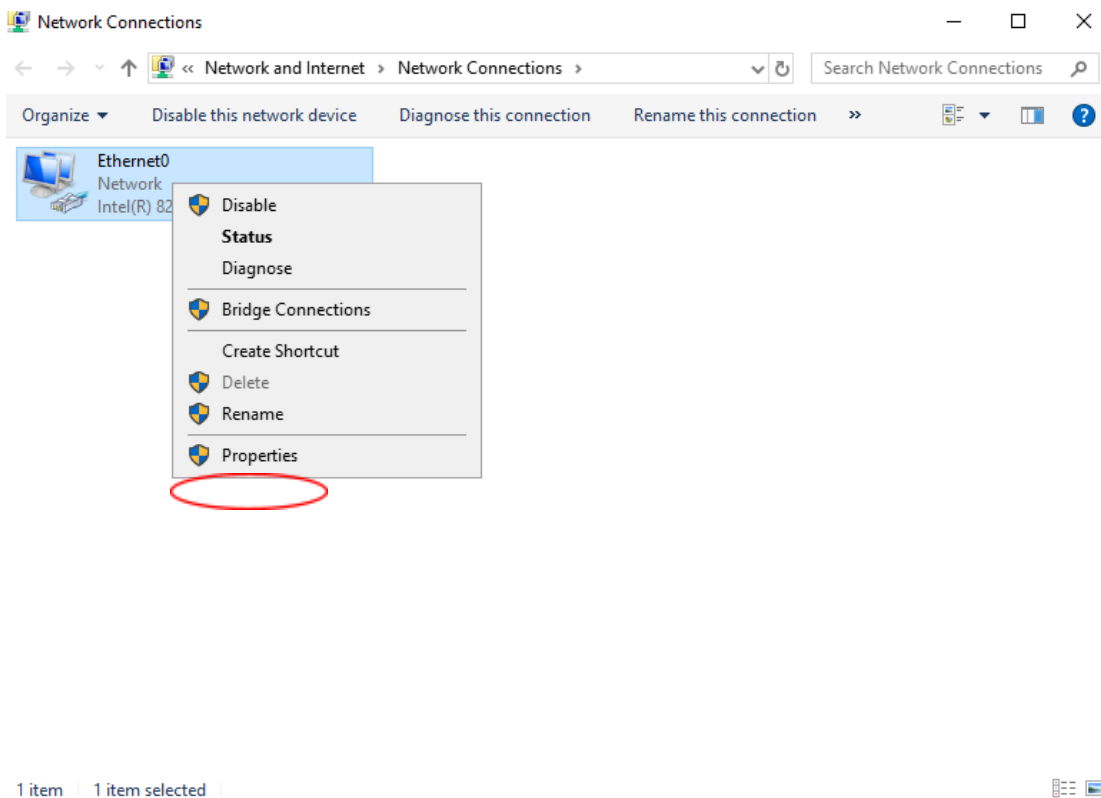 Network Connections
« Network and Internet › Network Connections ›
Search Network Connections
Organize Disable this network device Diagnose this connection Rename this connection »
Ethernet0
Network
Intel(R) 82
Disable
Status
Diagnose
Bridge Connections
Create Shortcut
Delete
Rename
Properties
1 item 1 item selected